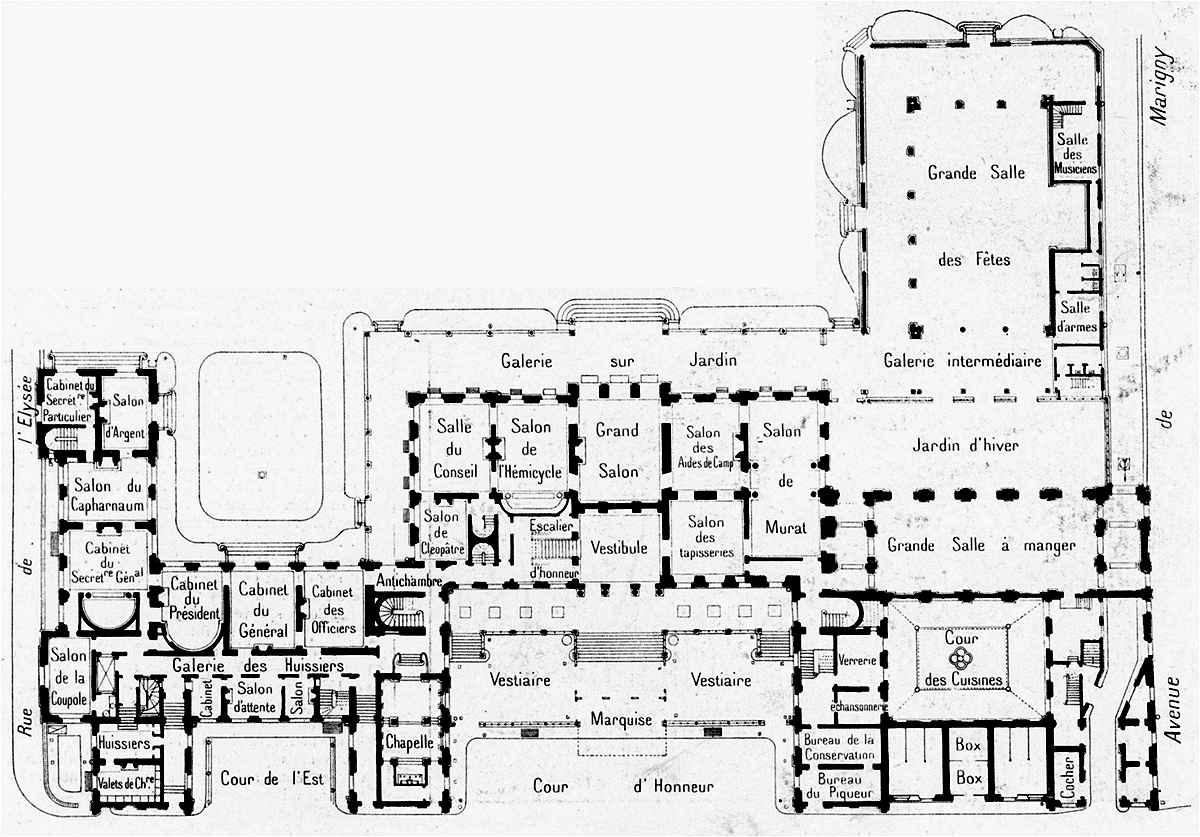 Marigny
Salle
des
Musiciens
Grande Salle
des Fêtes
Salle
d'armes
Galerie sur Jardin
Galerie intermédiaire
l'Elysée
Cabinet du
Secrét.re
Particulier
Salon
d'Argent
Salle
du
Conseil
Salon
de
l'Hémicycle
Grand
Salon
Salon
des
Aides de Camp
Salon
de
Murat
Jardin d'hiver
de
Salon du
Capharnaum
Salon
de
Cléopâtre
Escalier
d'honneur
Vestibule
Salon
des
tapisseries
Grande Salle à manger
de
Cabinet
du
Secret.re Gén.al
Cabinet
du
Président
Cabinet
du
Général
Cabinet
des
Officiers
Antichambre
Salon
de la
Coupole
Galerie des Huissiers
Cabinet
Salon
d'attente
Salon
Vestiaire
Vestiaire
Marquise
Verrerie
échansonnerie
Cour
des Cuisines
Rue
Avenue
Huissiers
Valets de Ch.re
Cour de l'Est
Chapelle
Cour d'Honneur
Bureau de la
Conservation
Bureau
du Piqueur
Box
Box
Cocher